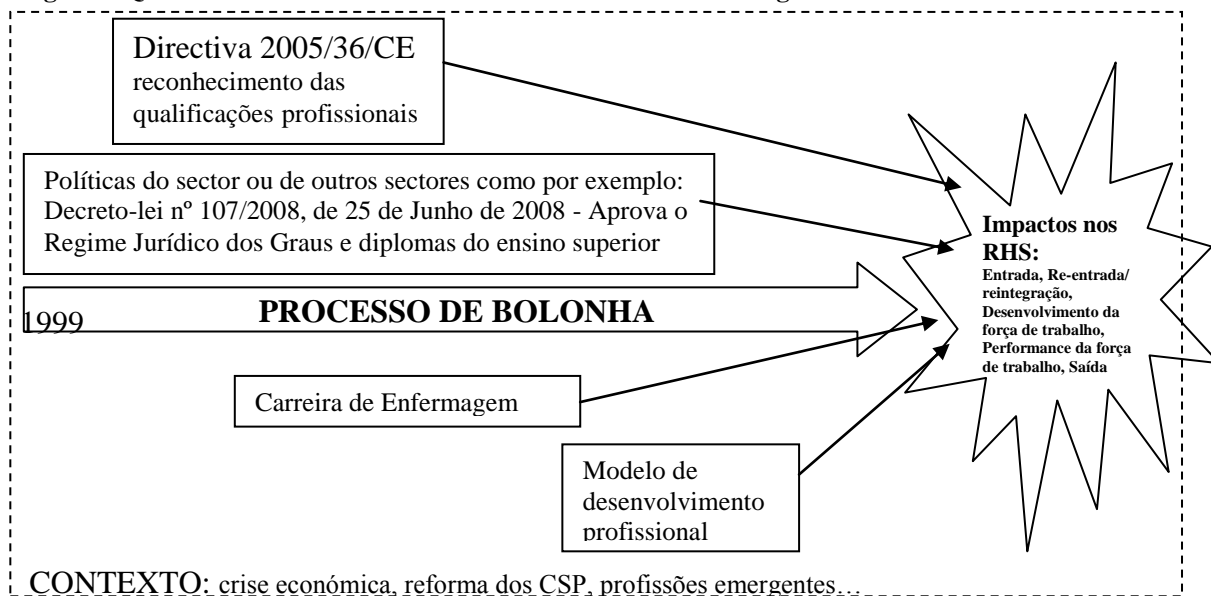 Directiva 2005/36/CE
reconhecimento das
qualificações profissionais
Políticas do sector ou de outros sectores como por exemplo:
Decreto-lei nº 107/2008, de 25 de Junho de 2008 - Aprova o
Regime Jurídico dos Graus e diplomas do ensino superior
Impactos nos
RHS:
Entrada, Re-entrada/
reintegração,
Desenvolvimento da
força de trabalho,
Performance da força
de trabalho, Saída
1999
PROCESSO DE BOLONHA
Carreira de Enfermagem
Modelo de
desenvolvimento
profissional
CONTEXTO: crise económica, reforma dos CSP, profissões emergentes…